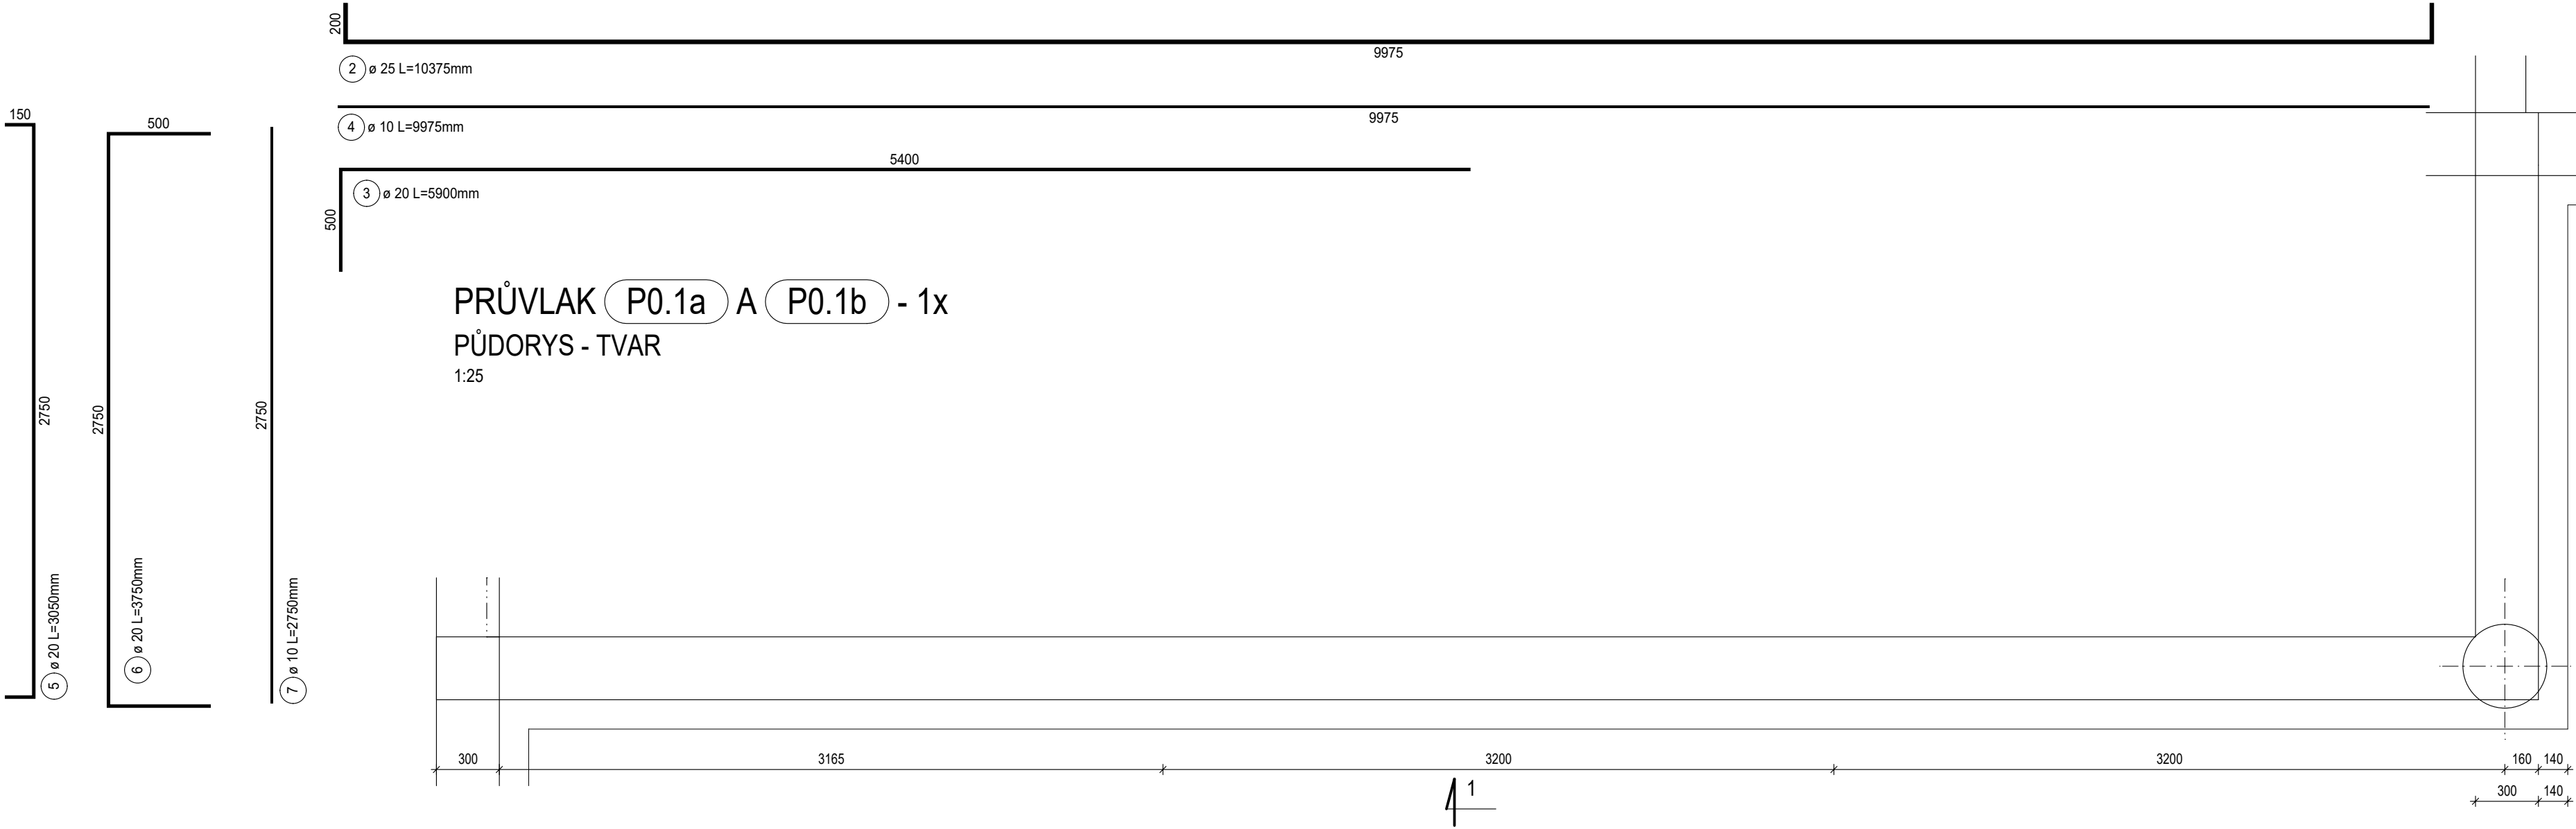 200
9975
2 ø 25 L=10375mm
9975
4 ø 10 L=9975mm
5400
3 ø 20 L=5900mm
500
150
2750
5 ø 20 L=3050mm
500
2750
6 ø 20 L=3750mm
2750
7 ø 10 L=2750mm
PRŮVLAK P0.1a A P0.1b - 1x
PŮDORYS - TVAR
1:25
300 3165 3200 3200 160 140
1
300 140